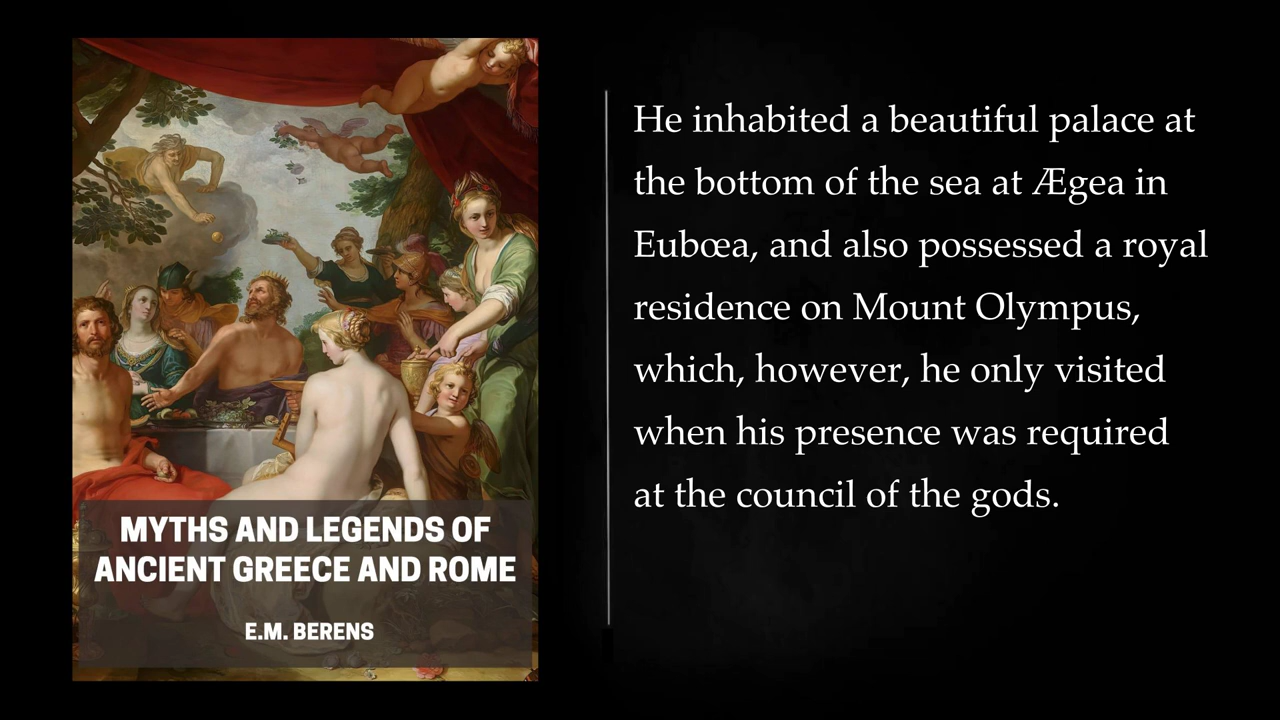 MYTHS AND LEGENDS OF
ANCIENT GREECE AND ROME
E.M. BERENS
He inhabited a beautiful palace at
the bottom of the sea at Ægea in
Eubœa, and also possessed a royal
residence on Mount Olympus,
which, however, he only visited
when his presence was required
at the council of the gods.